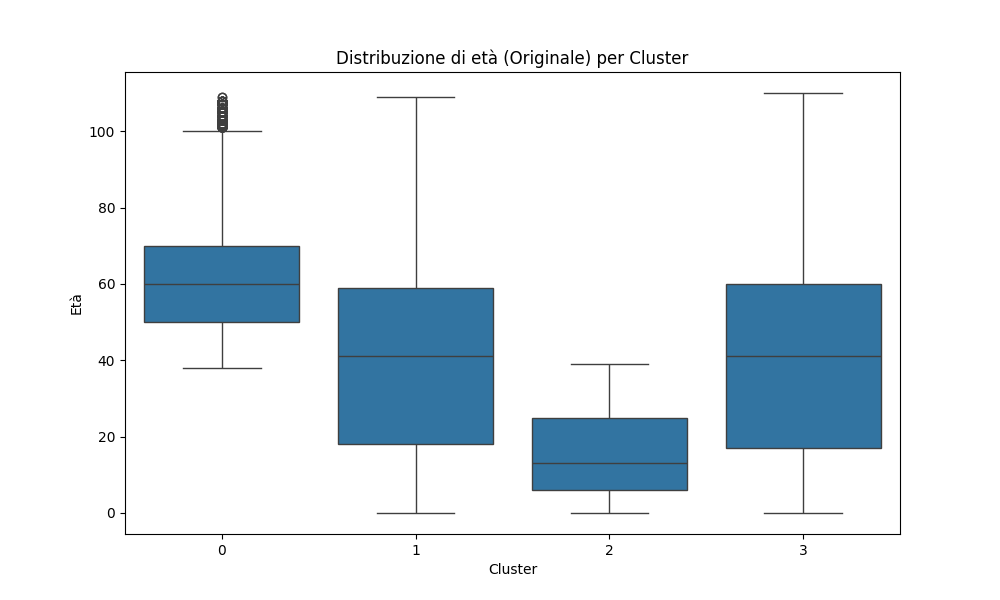 Distribuzione di età (Originale) per Cluster
Età
100
80
60
40
20
0
0 1 2 3
Cluster